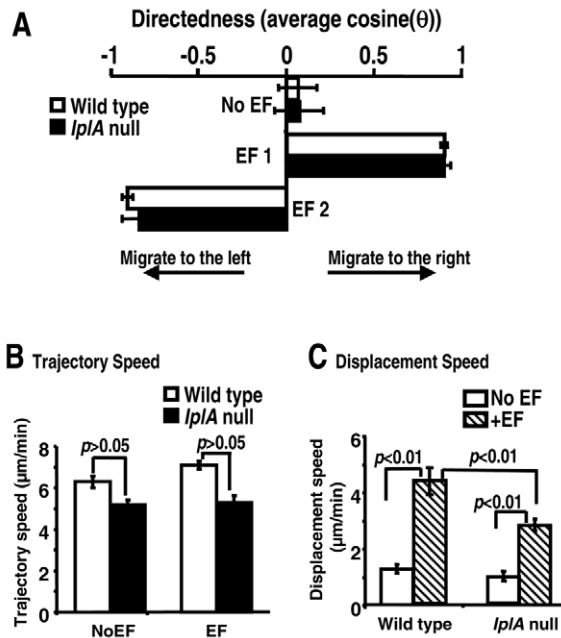 A
Directedness (average cosine(θ))
-1 -0.5 0 0.5 1
Wild type
IplA null
No EF
EF 1
EF 2
Migrate to the left
Migrate to the right
B Trajectory Speed
Wild type
IplA null
p>0.05 p>0.05
Trajectory speed (μm/min)
8
6
4
2
0
NoEF EF
C Displacement Speed
No EF
+EF
p<0.01 p<0.01
p<0.01
Displacement speed
(μm/min)
6
4
2
0
Wild type IplA null